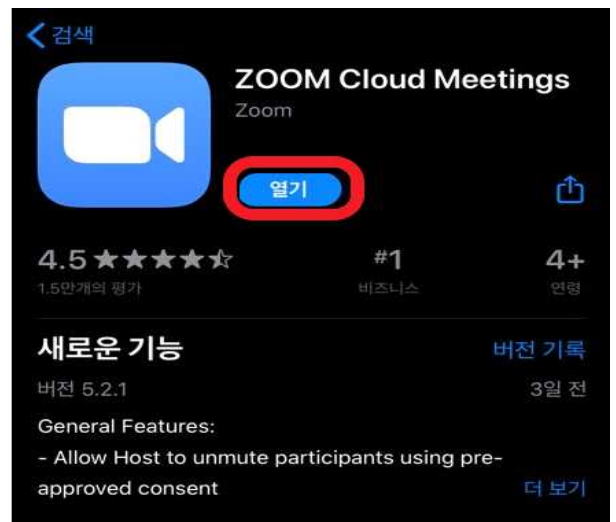 검색
ZOOM Cloud Meetings
Zoom
열기
4.5 #1 4+
1.5만개의 평가 비즈니스 연령
새로운 기능 버전 기록
버전 5.2.1 3일 전
General Features:
- Allow Host to unmute participants using pre-
approved consent 더 보기